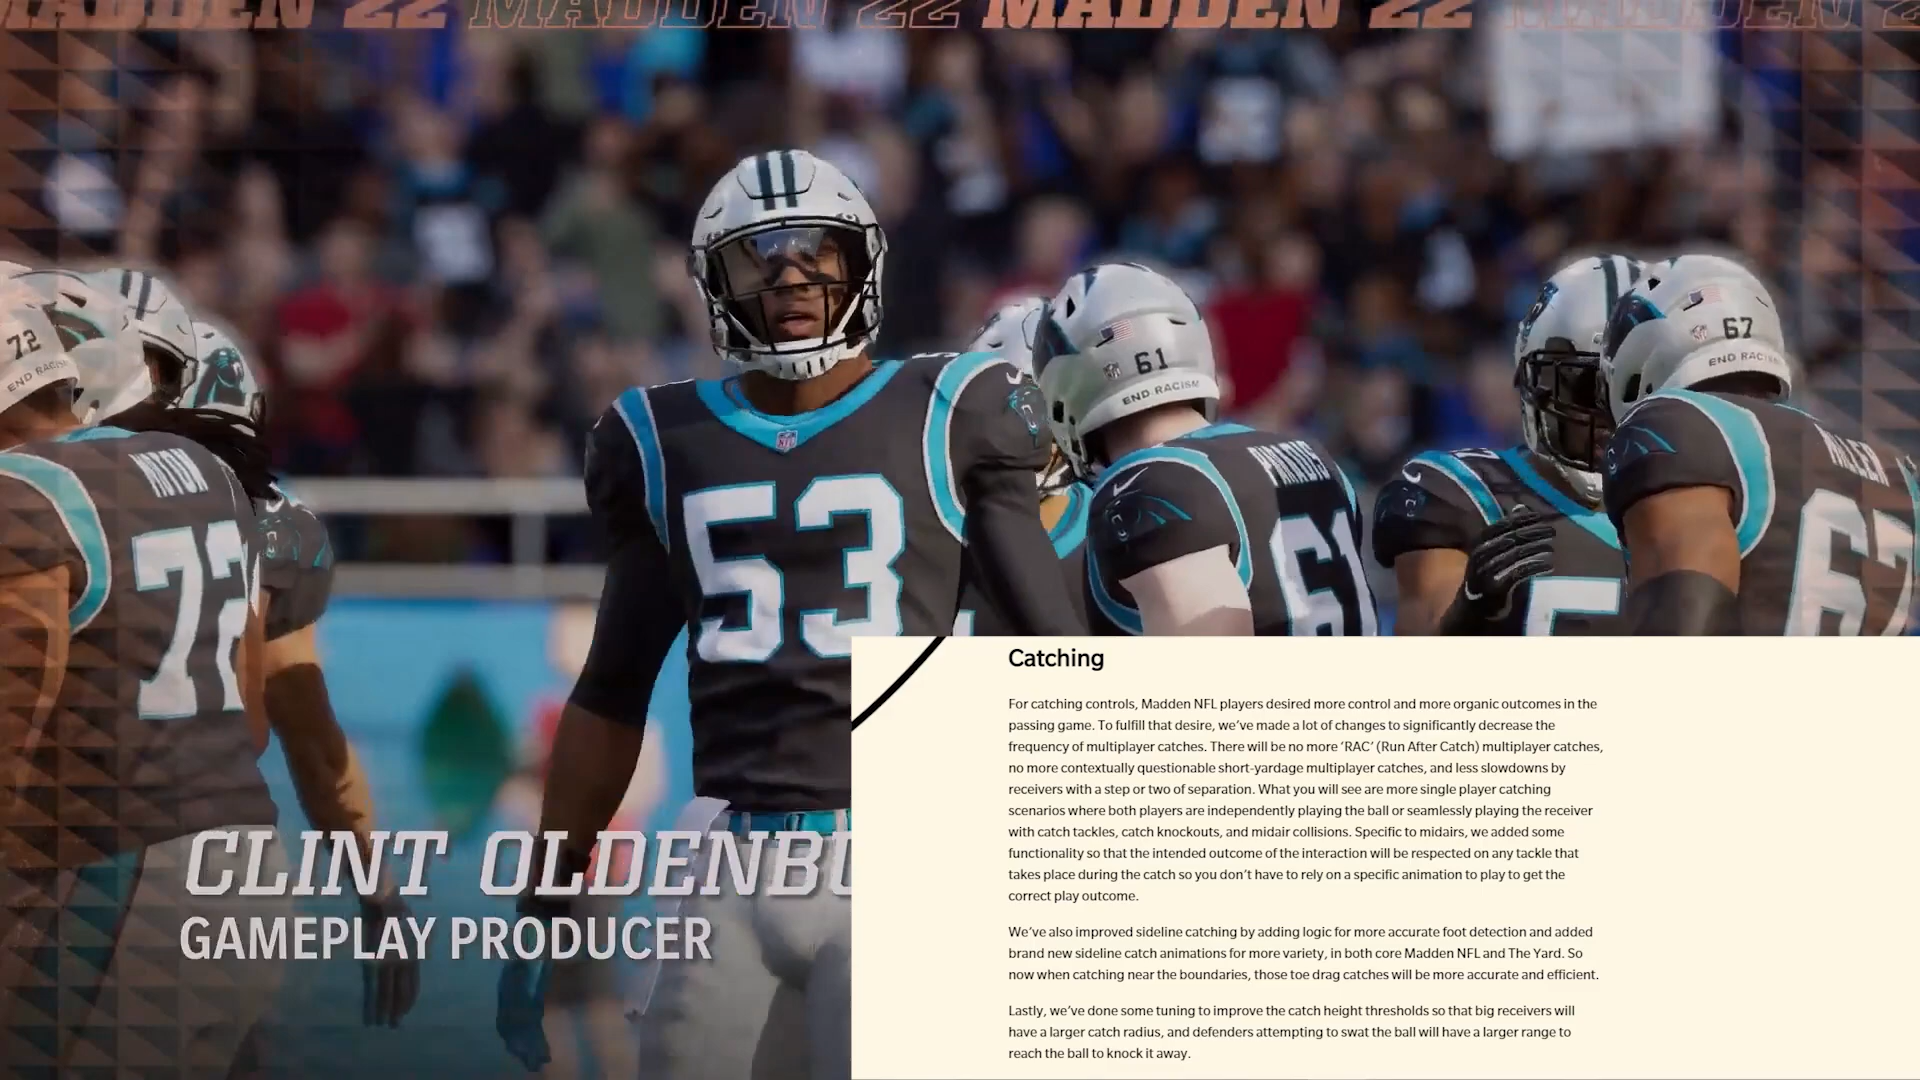 MADDEN 22 MADDEN 22 MADDEN 22 MADDEN 22
72
END RACISM
61
END RACISM
67
END RACISM
MOTON
72
53
PARADIS
61
5
MILLER
67
CLINT OLDENBU
GAMEPLAY PRODUCER
Catching
For catching controls, Madden NFL players desired more control and more organic outcomes in the
passing game. To fulfill that desire, we've made a lot of changes to significantly decrease the
frequency of multiplayer catches. There will be no more 'RAC' (Run After Catch) multiplayer catches,
no more contextually questionable short-yardage multiplayer catches, and less slowdowns by
receivers with a step or two of separation. What you will see are more single player catching
scenarios where both players are independently playing the ball or seamlessly playing the receiver
with catch tackles, catch knockouts, and midair collisions. Specific to midairs, we added some
functionality so that the intended outcome of the interaction will be respected on any tackle that
takes place during the catch so you don't have to rely on a specific animation to play to get the
correct play outcome.
We've also improved sideline catching by adding logic for more accurate foot detection and added
brand new sideline catch animations for more variety, in both core Madden NFL and The Yard. So
now when catching near the boundaries, those toe drag catches will be more accurate and efficient.
Lastly, we've done some tuning to improve the catch height thresholds so that big receivers will
have a larger catch radius, and defenders attempting to swat the ball will have a larger range to
reach the ball to knock it away.